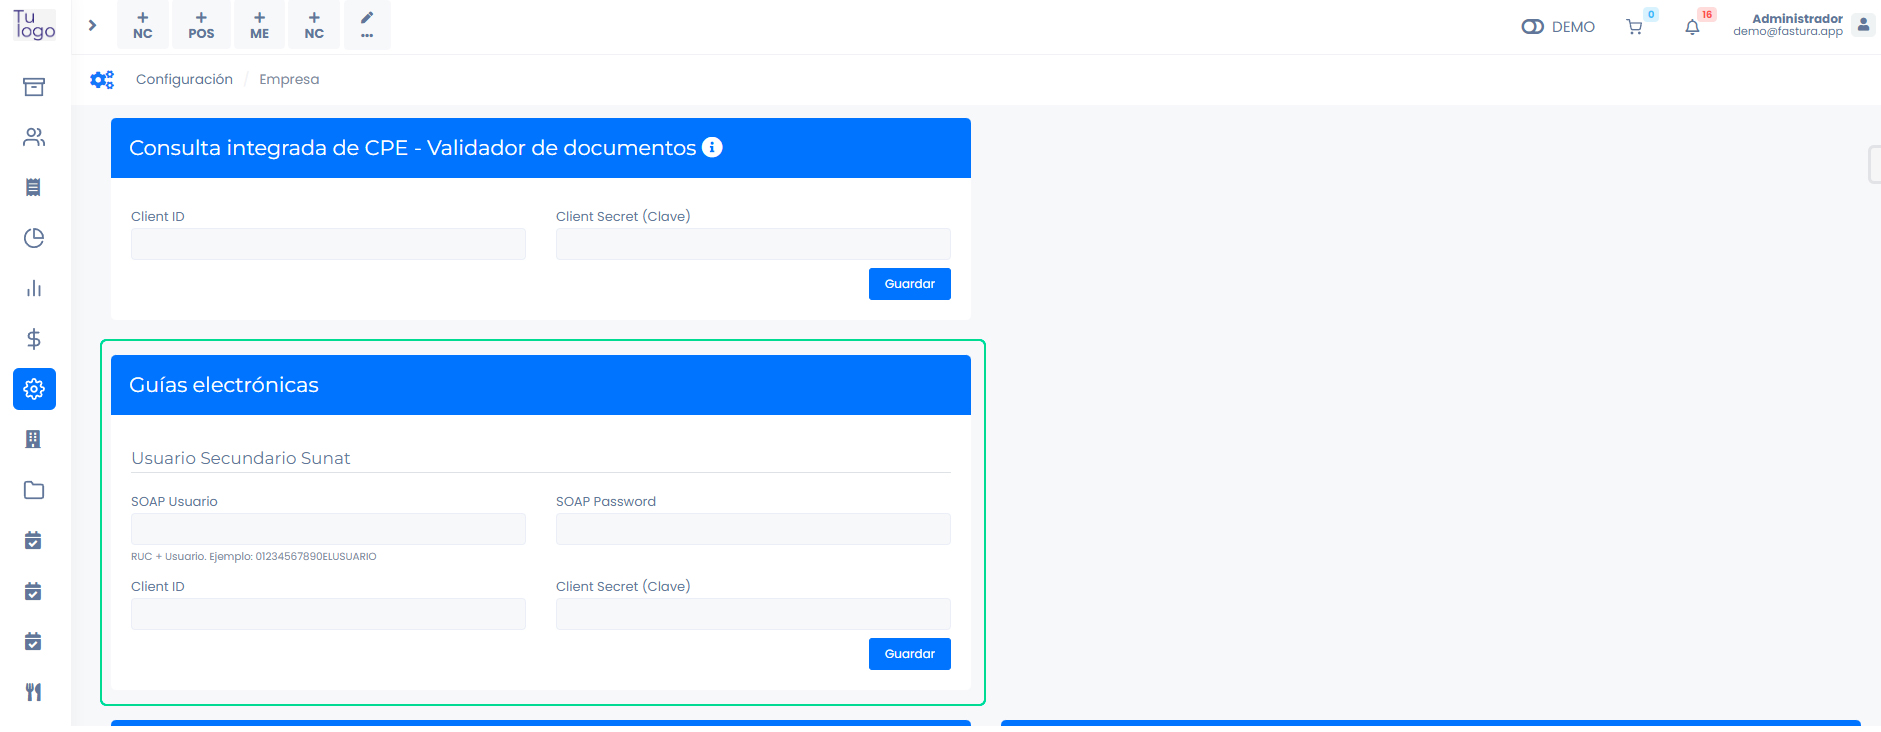 Tu
logo
NC
POS
ME
NC
...
DEMO
0
16
Administrador
demo@fastura.app
Configuración / Empresa
Consulta integrada de CPE - Validador de documentos
Client ID
Client Secret (Clave)
Guardar
Guías electrónicas
Usuario Secundario Sunat
SOAP Usuario
SOAP Password
RUC + Usuario. Ejemplo: 01234567890ELUSUARIO
Client ID
Client Secret (Clave)
Guardar